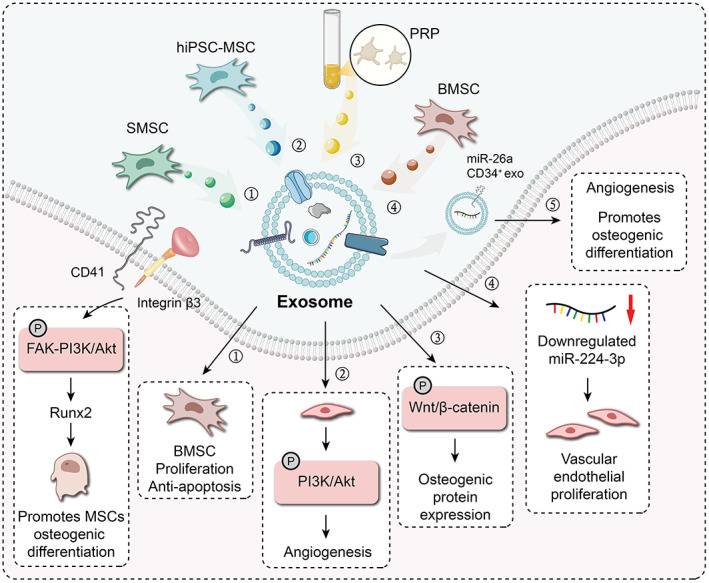 PRP
hiPSC-MSC
BMSC
SMSC
miR-26a
CD34⁺ exo
①
②
③
④
⑤
Angiogenesis
Promotes
osteogenic
differentiation
CD41
Integrin β3
Exosome
P
FAK-PI3K/Akt
Runx2
Promotes MSCs
osteogenic
differentiation
①
BMSC
Proliferation
Anti-apoptosis
②
P
PI3K/Akt
Angiogenesis
③
P
Wnt/β-catenin
Osteogenic
protein
expression
④
Downregulated
miR-224-3p
Vascular
endothelial
proliferation